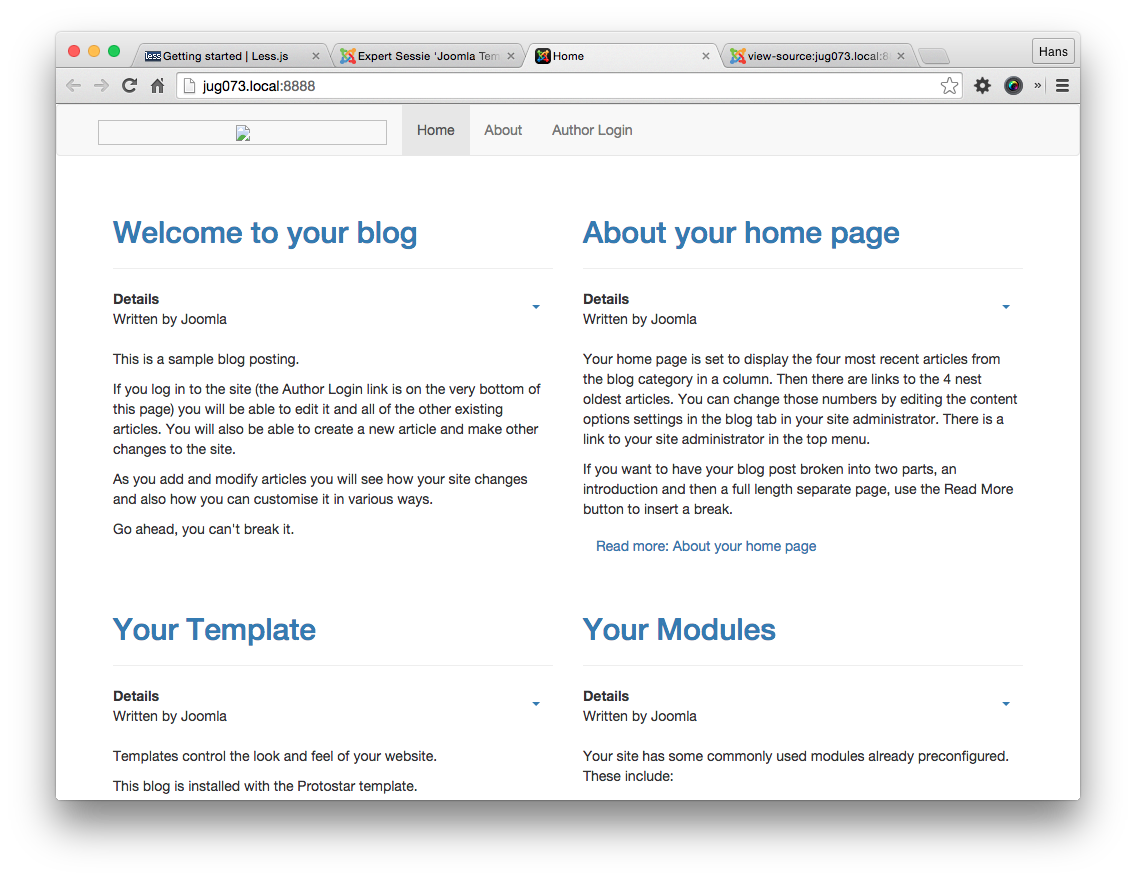 less Getting started | Less.js
Expert Sessie 'Joomla Tem
Home
view-source:jug073.local:8
Hans
jug073.local:8888
Home
About
Author Login
Welcome to your blog
Details
Written by Joomla
This is a sample blog posting.
If you log in to the site (the Author Login link is on the very bottom of
this page) you will be able to edit it and all of the other existing
articles. You will also be able to create a new article and make other
changes to the site.
As you add and modify articles you will see how your site changes
and also how you can customise it in various ways.
Go ahead, you can't break it.
About your home page
Details
Written by Joomla
Your home page is set to display the four most recent articles from
the blog category in a column. Then there are links to the 4 nest
oldest articles. You can change those numbers by editing the content
options settings in the blog tab in your site administrator. There is a
link to your site administrator in the top menu.
If you want to have your blog post broken into two parts, an
introduction and then a full length separate page, use the Read More
button to insert a break.
Read more: About your home page
Your Template
Details
Written by Joomla
Templates control the look and feel of your website.
This blog is installed with the Protostar template.
Your Modules
Details
Written by Joomla
Your site has some commonly used modules already preconfigured.
These include: